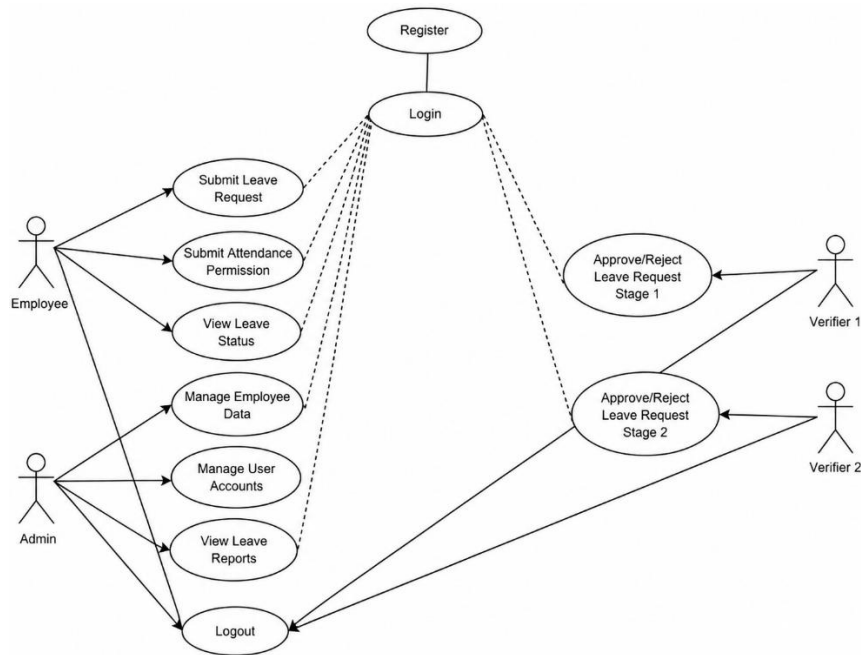 Register
Login
Submit Leave
Request
Submit Attendance
Permission
Employee
View Leave
Status
Approve/Reject
Leave Request
Stage 1
Verifier 1
Manage Employee
Data
Approve/Reject
Leave Request
Stage 2
Verifier 2
Manage User
Accounts
Admin
View Leave
Reports
Logout